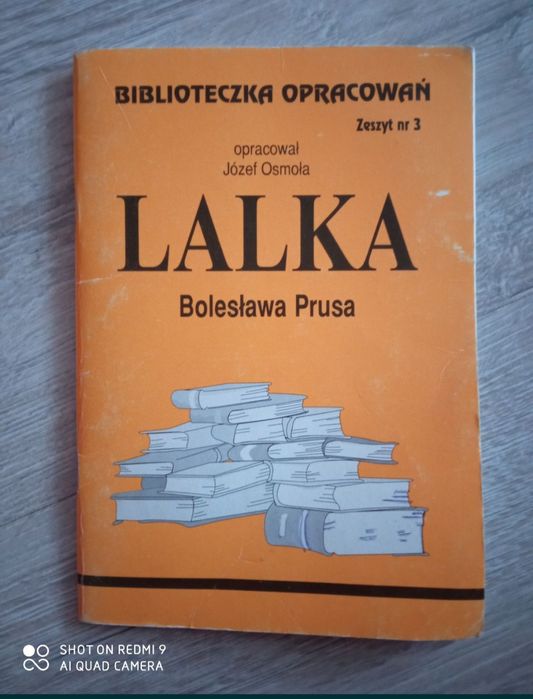 BIBLIOTECZKA OPRACOWAŃ
Zeszyt nr 3
opracował
Józef Osmoła
LALKA
Bolesława Prusa
SHOT ON REDMI 9
AI QUAD CAMERA